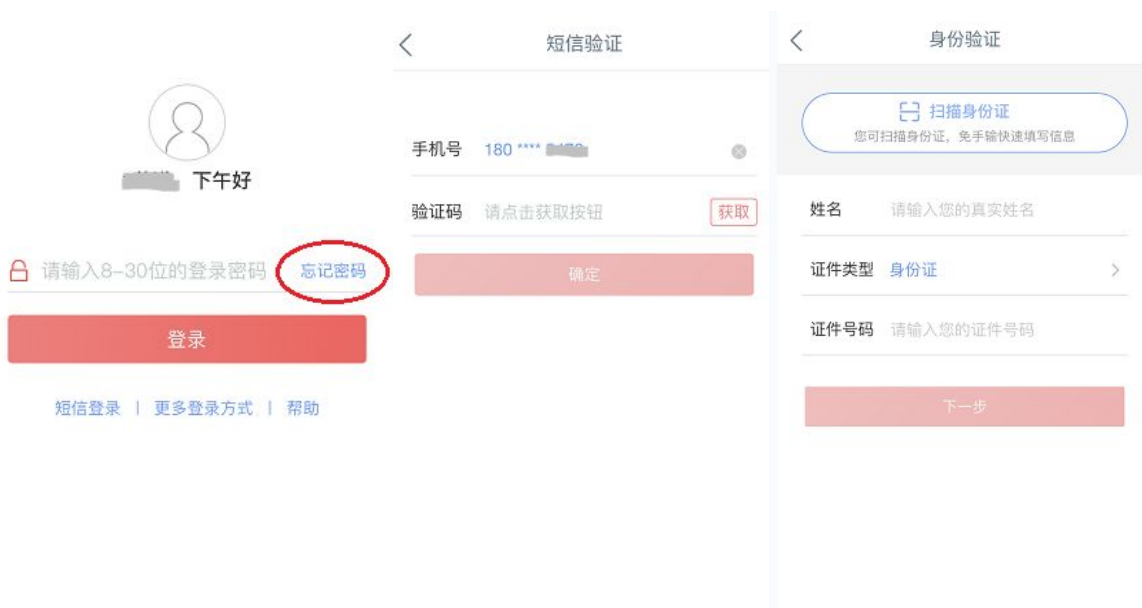 下午好
请输入8-30位的登录密码 忘记密码
登录
短信登录 | 更多登录方式 | 帮助
短信验证
手机号 180 ****
验证码 请点击获取按钮 获取
确定
身份验证
扫描身份证
您可扫描身份证，免手输快速填写信息
姓名 请输入您的真实姓名
证件类型 身份证
证件号码 请输入您的证件号码
下一步